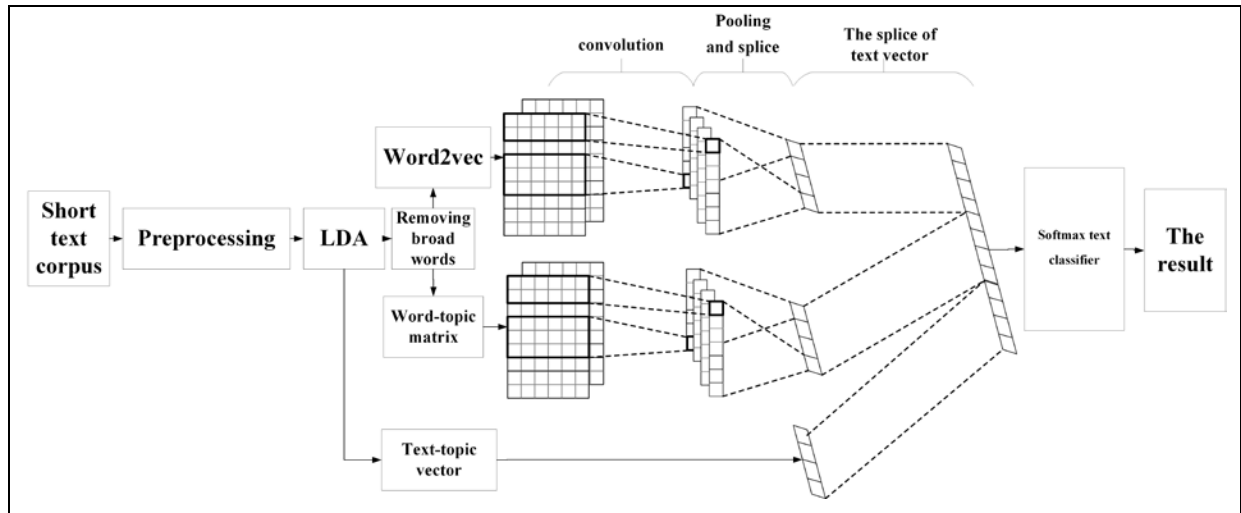 convolution
Pooling
and splice
The splice of
text vector
Short
text
corpus
Preprocessing
LDA
Removing
broad
words
Word2vec
Word-topic
matrix
Text-topic
vector
Softmax text
classifier
The
result